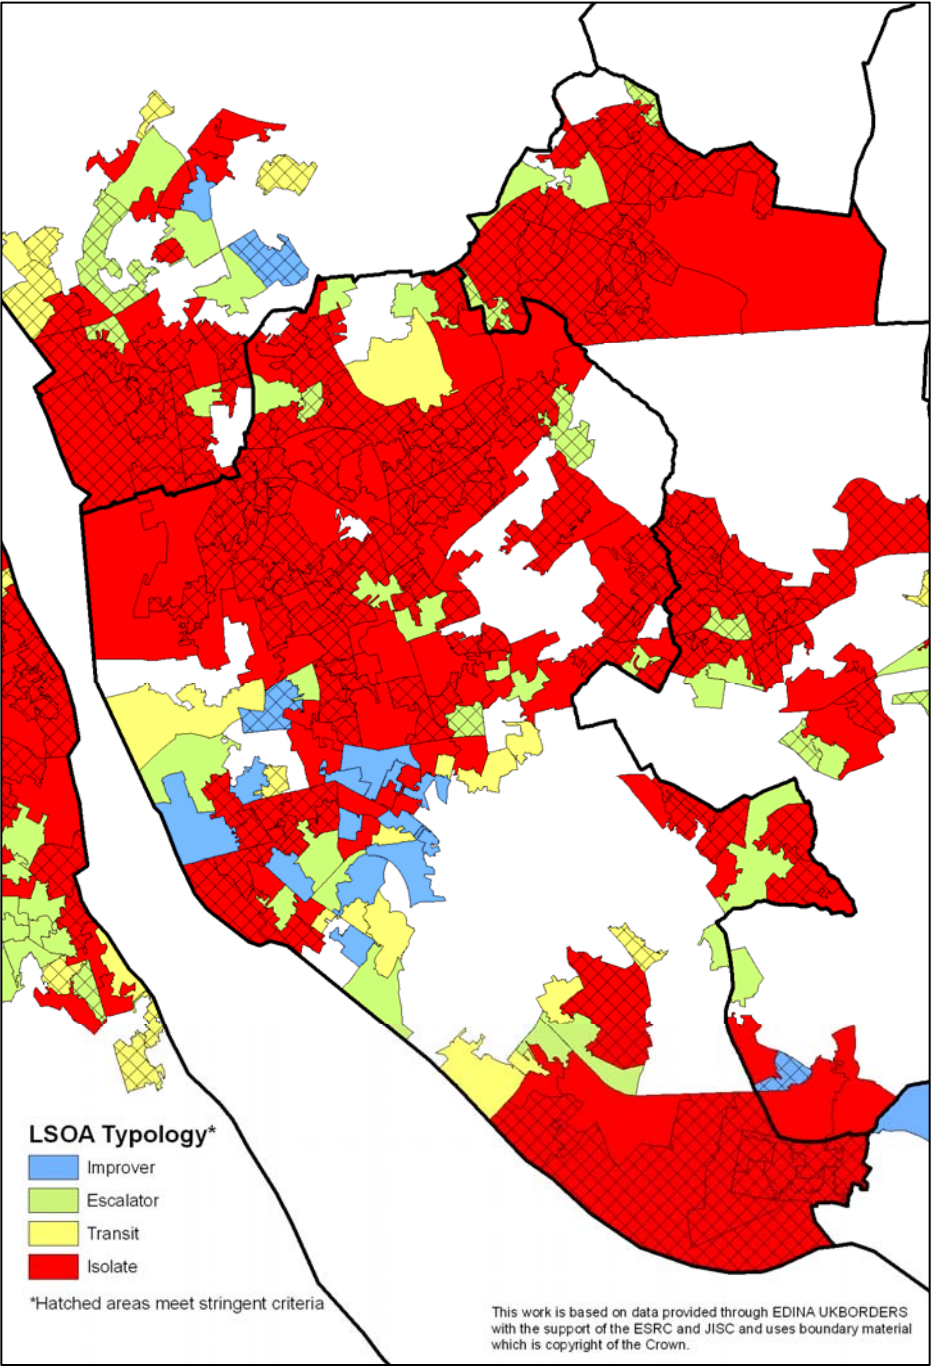 LSOA Typology*
Improver
Escalator
Transit
Isolate
*Hatched areas meet stringent criteria
This work is based on data provided through EDINA UKBORDERS
with the support of the ESRC and JISC and uses boundary material
which is copyright of the Crown.